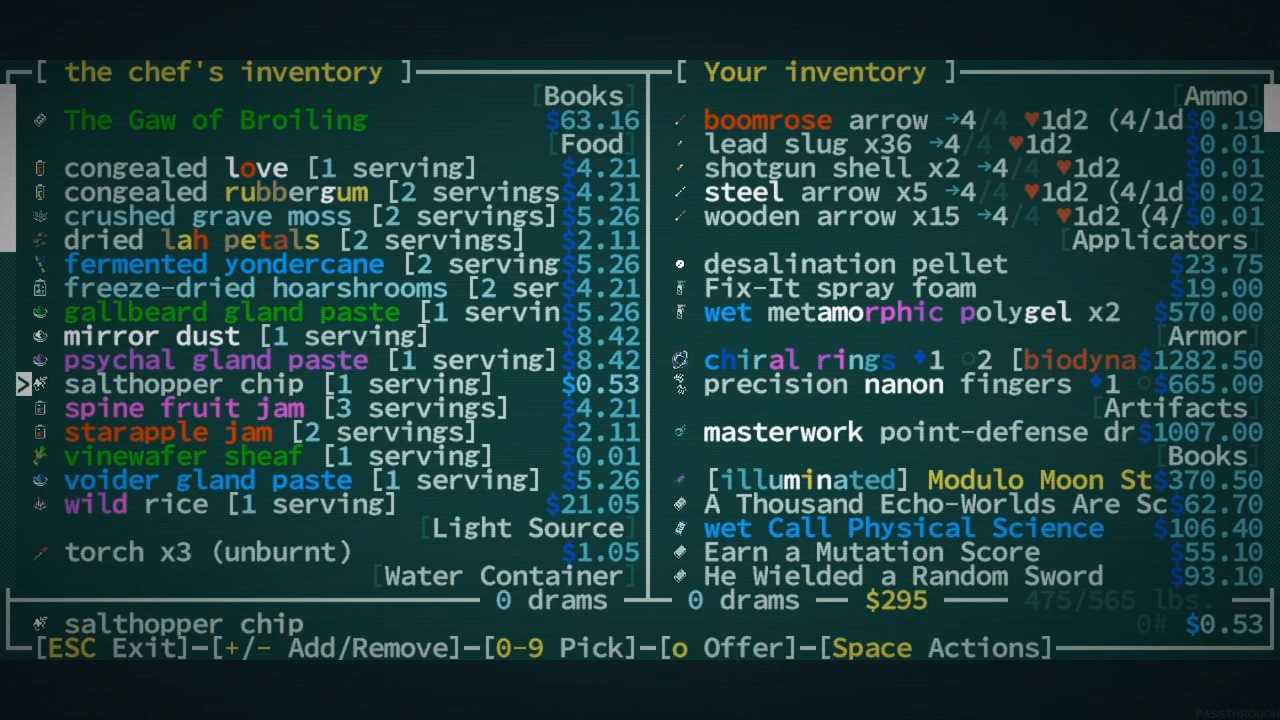 [ the chef's inventory ]
[Books]
The Gaw of Broiling $63.16
[Food]
congealed love [1 serving] $4.21
congealed rubbergum [2 servings $4.21
crushed grave moss [2 servings] $5.26
dried lah petals [2 servings] $2.11
fermented yondercane [2 serving $5.26
freeze-dried hoarshrooms [2 ser $4.21
gallbeard gland paste [1 servin $5.26
mirror dust [1 serving] $8.42
psychal gland paste [1 serving] $8.42
> salthopper chip [1 serving] $0.53
spine fruit jam [3 servings] $4.21
starapple jam [2 servings] $2.11
vinewafer sheaf [1 serving] $0.01
voider gland paste [1 serving] $5.26
wild rice [1 serving] $21.05
[Light Source]
torch x3 (unburnt) $1.05
[Water Container]
0 drams
[ Your inventory ]
[Ammo]
boomrose arrow →4/4 ♥1d2 (4/1d $0.19
lead slug x36 →4/4 ♥1d2 $0.01
shotgun shell x2 →4/4 ♥1d2 $0.01
steel arrow x5 →4/4 ♥1d2 (4/1d $0.02
wooden arrow x15 →4/4 ♥1d2 (4/ $0.01
[Applicators]
desalination pellet $23.75
Fix-It spray foam $19.00
wet metamorphic polygel x2 $570.00
[Armor]
chiral rings ♦1 ○2 [biodyna $1282.50
precision nanon fingers ♦1 ○ $665.00
[Artifacts]
masterwork point-defense dr $1007.00
[Books]
[illuminated] Modulo Moon St $370.50
A Thousand Echo-Worlds Are Sc $62.70
wet Call Physical Science $106.40
Earn a Mutation Score $55.10
He Wielded a Random Sword $93.10
0 drams $295 475/565 lbs.
salthopper chip 0# $0.53
[ESC Exit]-[+/- Add/Remove]-[0-9 Pick]-[o Offer]-[Space Actions]